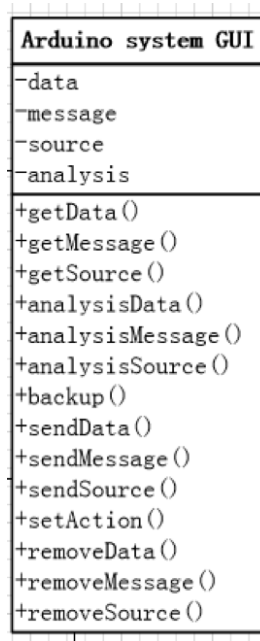 Arduino system GUI
-data
-message
-source
-analysis
+getData()
+getMessage()
+getSource()
+analysisData()
+analysisMessage()
+analysisSource()
+backup()
+sendData()
+sendMessage()
+sendSource()
+setAction()
+removeData()
+removeMessage()
+removeSource()